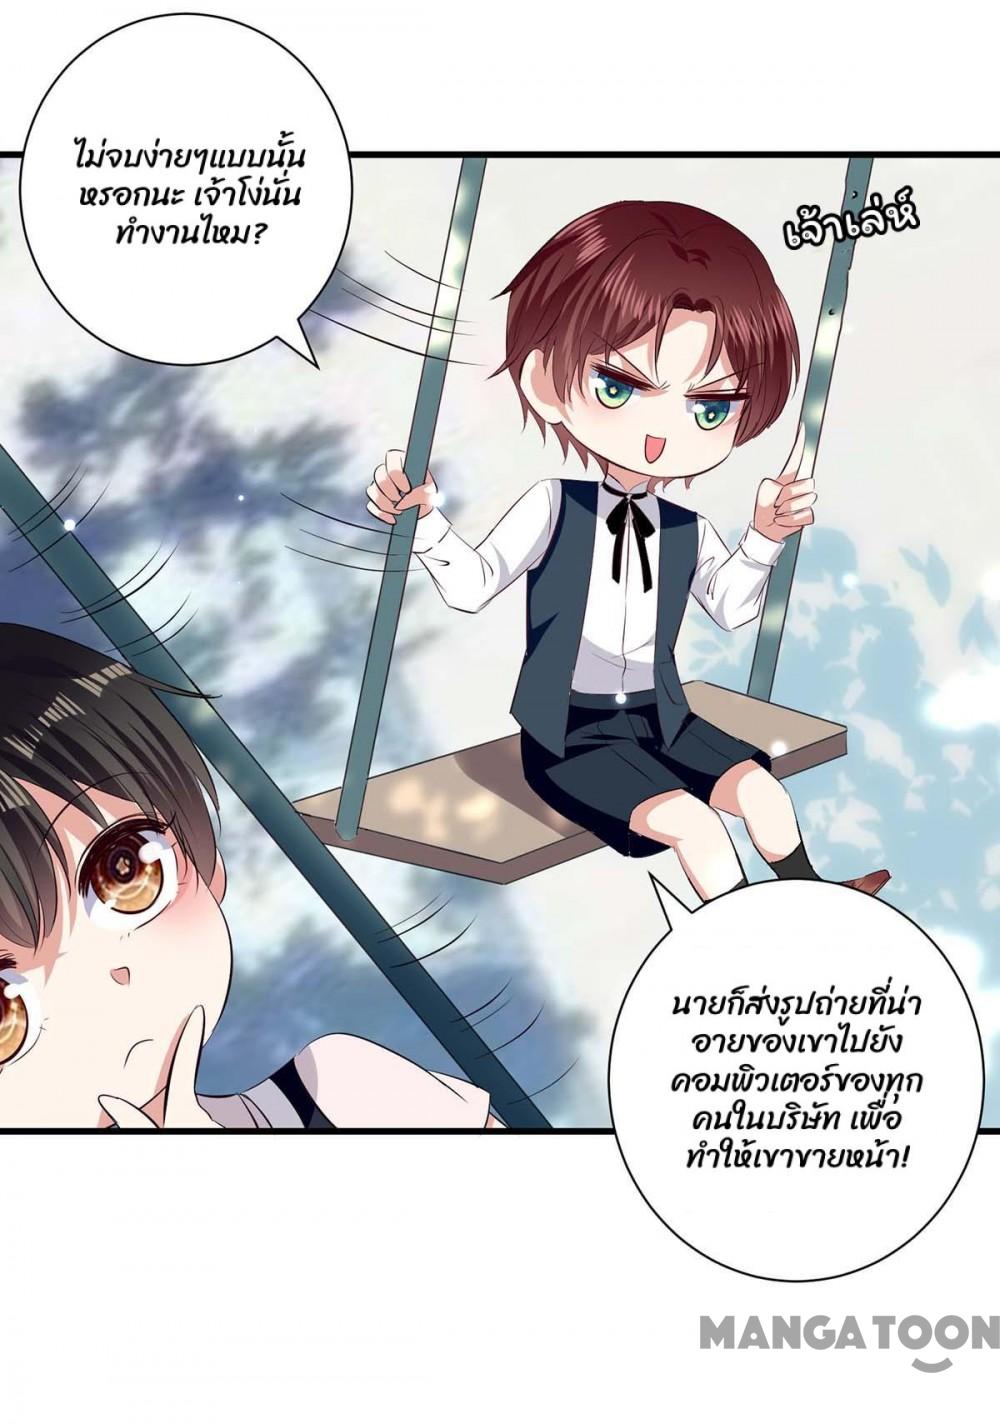 ไม่จบง่ายๆแบบนั้น
หรอกนะ เจ้าโง่นั่น
ทำงานไหม?
เจ้าเล่ห์
นายก็ส่งรูปถ่ายที่น่า
อายของเขาไปยัง
คอมพิวเตอร์ของทุก
คนในบริษัท เพื่อ
ทำให้เขาขายหน้า!
MANGATOON